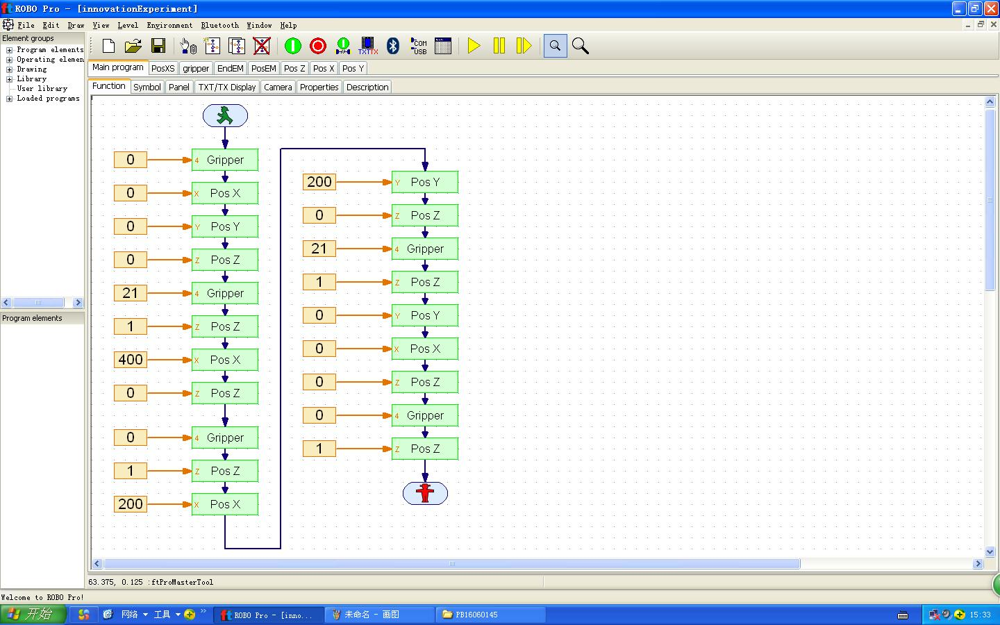 ROBO Pro - [innovationExperiment]
File Edit Draw View Level Environment Bluetooth Window Help
Element groups
Program elements
Operating elemen
Drawing
Library
User library
Loaded programs
Program elements
TXT TX
COM
USB
Main program PosXS gripper EndEM PosEM Pos Z Pos X Pos Y
Function Symbol Panel TXT/TX Display Camera Properties Description
0 4 Gripper
0 X Pos X
0 Y Pos Y
0 Z Pos Z
21 4 Gripper
1 Z Pos Z
400 X Pos X
0 Z Pos Z
0 4 Gripper
1 Z Pos Z
200 X Pos X
200 Y Pos Y
0 Z Pos Z
21 4 Gripper
1 Z Pos Z
0 Y Pos Y
0 X Pos X
0 Z Pos Z
0 4 Gripper
1 Z Pos Z
63.375, 0.125 :ftProMasterTool
Welcome to ROBO Pro!
开始 网络 工具 » ft ROBO Pro - [inno... 未命名 - 画图 PB16060145 15:33